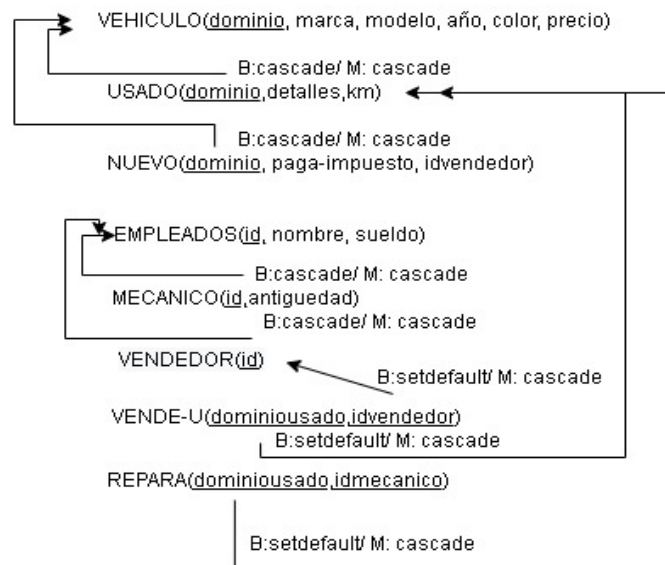 VEHICULO(dominio, marca, modelo, año, color, precio)
B:cascade/ M: cascade
USADO(dominio,detalles,km)
B:cascade/ M: cascade
NUEVO(dominio, paga-impuesto, idvendedor)
EMPLEADOS(id, nombre, sueldo)
B:cascade/ M: cascade
MECANICO(id,antiguedad)
B:cascade/ M: cascade
VENDEDOR(id)
B:setdefault/ M: cascade
VENDE-U(dominiousado,idvendedor)
B:setdefault/ M: cascade
REPARA(dominiousado,idmecanico)
B:setdefault/ M: cascade